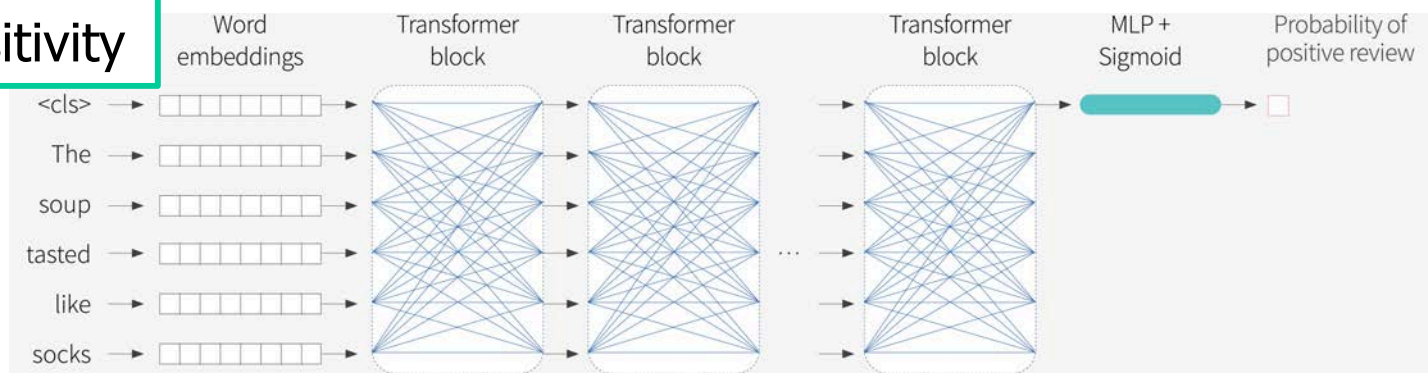 sitivity
Word embeddings
Transformer block
Transformer block
Transformer block
MLP + Sigmoid
Probability of positive review
<cls>
The
soup
tasted
...
like
socks